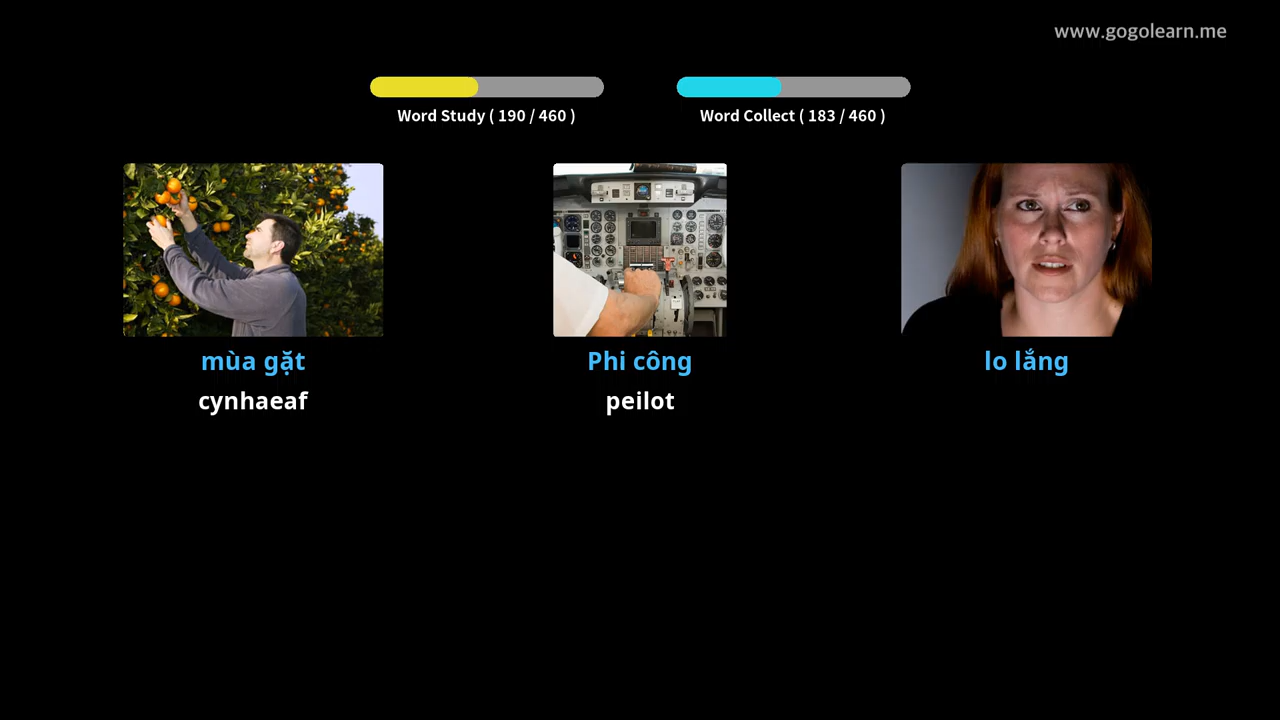 www.gogolearn.me
Word Study ( 190 / 460 )
Word Collect ( 183 / 460 )
mùa gặt
Phi công
lo lắng
cynhaeaf
peilot